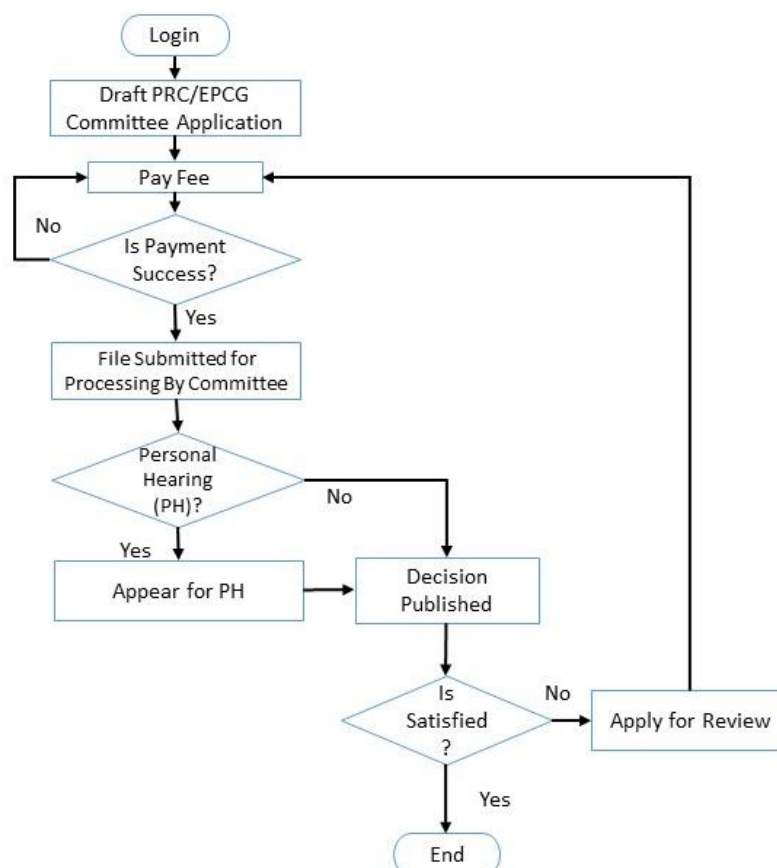 Login
Draft PRC/EPCG
Committee Application
Pay Fee
No
Is Payment
Success?
Yes
File Submitted for
Processing By Committee
Personal
Hearing
(PH)?
No
Yes
Appear for PH
Decision
Published
Is
Satisfied
?
No
Apply for Review
Yes
End